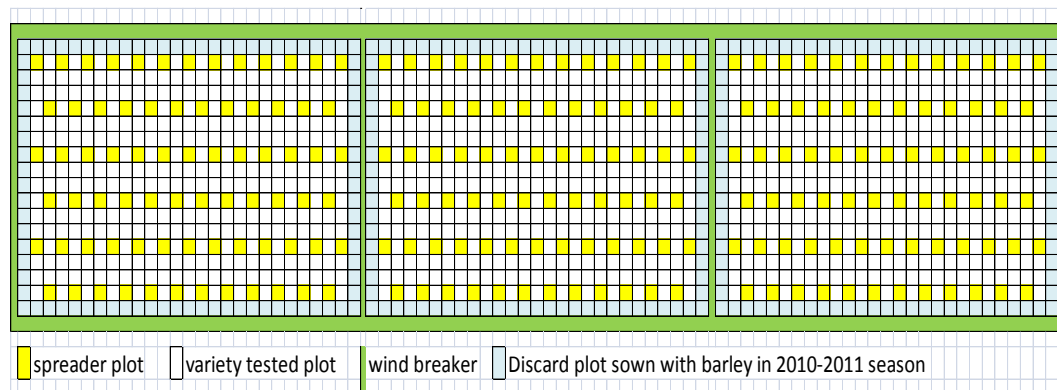 spreader plot variety tested plot wind breaker Discard plot sown with barley in 2010-2011 season